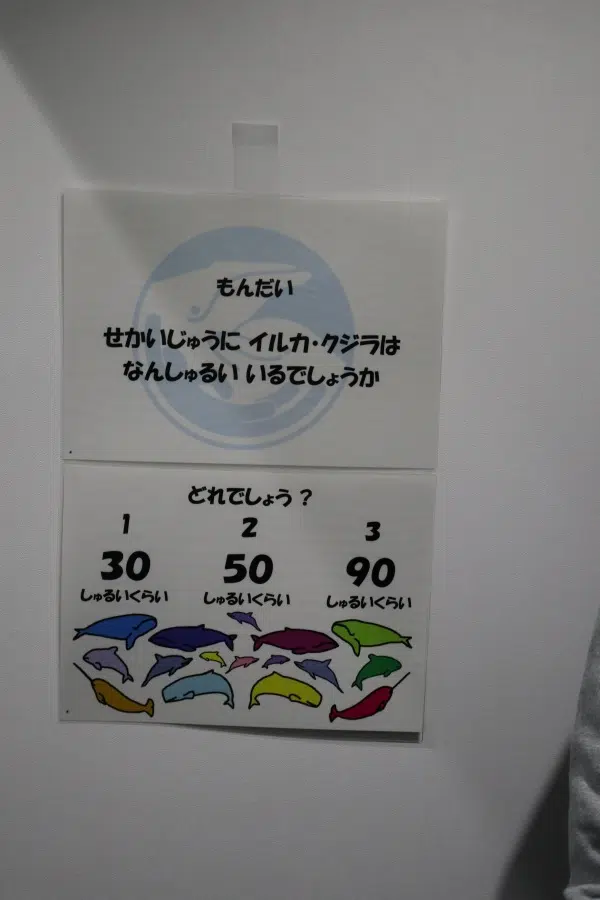 もんだい
せかいじゅうに イルカ・クジラは
なんしゅるい いるでしょうか
どれでしょう？
1 2 3
30 50 90
しゅるいくらい しゅるいくらい しゅるいくらい